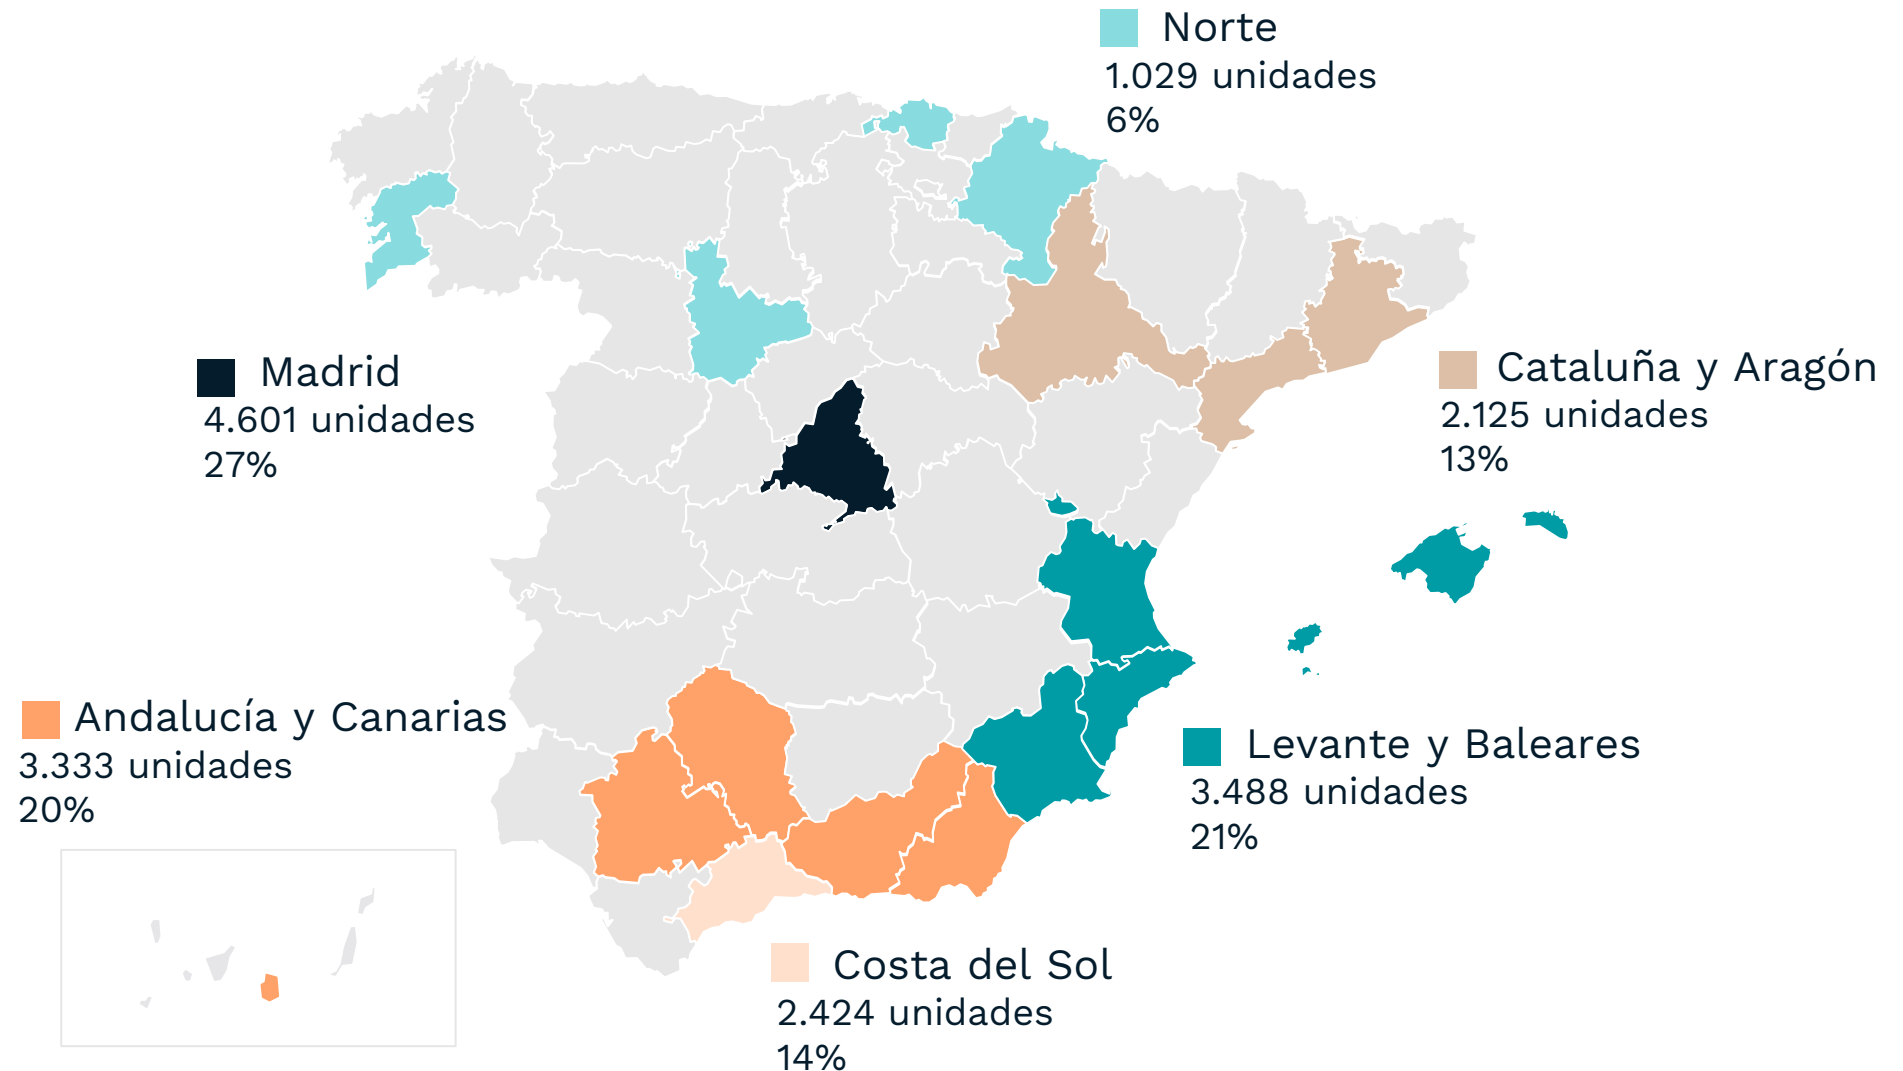 Norte
1.029 unidades
6%
Madrid
4.601 unidades
27%
Cataluña y Aragón
2.125 unidades
13%
Andalucía y Canarias
3.333 unidades
20%
Levante y Baleares
3.488 unidades
21%
Costa del Sol
2.424 unidades
14%